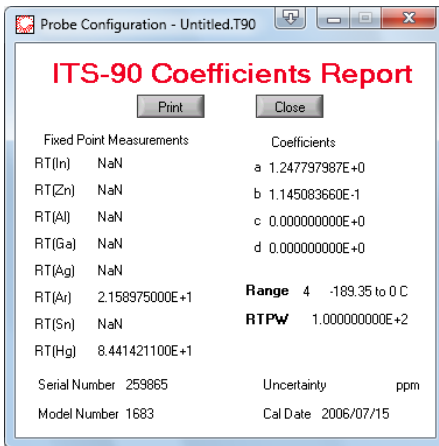 Probe Configuration - Untitled.T90
ITS-90 Coefficients Report
Print Close
Fixed Point Measurements
RT(In) NaN
RT(Zn) NaN
RT(Al) NaN
RT(Ga) NaN
RT(Ag) NaN
RT(Ar) 2.158975000E+1
RT(Sn) NaN
RT(Hg) 8.441421100E+1
Coefficients
a 1.247797987E+0
b 1.145083660E-1
c 0.000000000E+0
d 0.000000000E+0
Range 4 -189.35 to 0 C
RTPW 1.000000000E+2
Serial Number 259865
Model Number 1683
Uncertainty ppm
Cal Date 2006/07/15